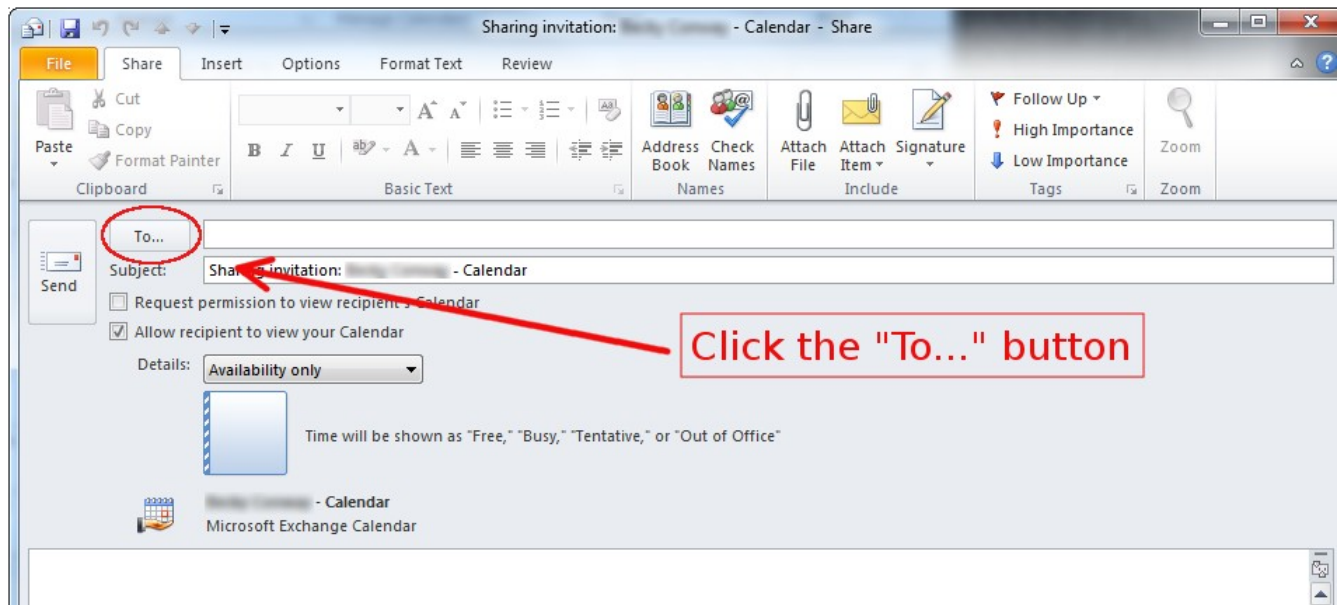 Sharing invitation: - Calendar - Share
File Share Insert Options Format Text Review
Paste
Cut
Copy
Format Painter
Clipboard
B I U
Basic Text
Address Book
Check Names
Names
Attach File
Attach Item
Signature
Include
Follow Up
High Importance
Low Importance
Tags
Zoom
Zoom
Send
To...
Subject: Sharing invitation: - Calendar
Request permission to view recipient's Calendar
Allow recipient to view your Calendar
Click the "To..." button
Details: Availability only
Time will be shown as "Free," "Busy," "Tentative," or "Out of Office"
- Calendar
Microsoft Exchange Calendar